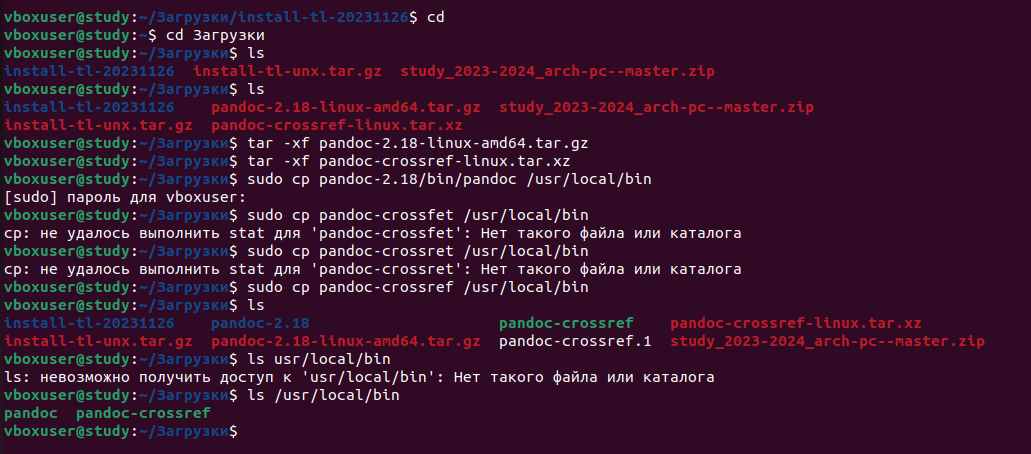 vboxuser@study:~/Загрузки/install-tl-20231126$ cd
vboxuser@study:~$ cd Загрузки
vboxuser@study:~/Загрузки$ ls
install-tl-20231126  install-tl-unx.tar.gz  study_2023-2024_arch-pc--master.zip
vboxuser@study:~/Загрузки$ ls
install-tl-20231126    pandoc-2.18-linux-amd64.tar.gz  study_2023-2024_arch-pc--master.zip
install-tl-unx.tar.gz  pandoc-crossref-linux.tar.xz
vboxuser@study:~/Загрузки$ tar -xf pandoc-2.18-linux-amd64.tar.gz
vboxuser@study:~/Загрузки$ tar -xf pandoc-crossref-linux.tar.xz
vboxuser@study:~/Загрузки$ sudo cp pandoc-2.18/bin/pandoc /usr/local/bin
[sudo] пароль для vboxuser:
vboxuser@study:~/Загрузки$ sudo cp pandoc-crossfet /usr/local/bin
cp: не удалось выполнить stat для 'pandoc-crossfet': Нет такого файла или каталога
vboxuser@study:~/Загрузки$ sudo cp pandoc-crossret /usr/local/bin
cp: не удалось выполнить stat для 'pandoc-crossret': Нет такого файла или каталога
vboxuser@study:~/Загрузки$ sudo cp pandoc-crossref /usr/local/bin
vboxuser@study:~/Загрузки$ ls
install-tl-20231126    pandoc-2.18                     pandoc-crossref    pandoc-crossref-linux.tar.xz
install-tl-unx.tar.gz  pandoc-2.18-linux-amd64.tar.gz  pandoc-crossref.1  study_2023-2024_arch-pc--master.zip
vboxuser@study:~/Загрузки$ ls usr/local/bin
ls: невозможно получить доступ к 'usr/local/bin': Нет такого файла или каталога
vboxuser@study:~/Загрузки$ ls /usr/local/bin
pandoc  pandoc-crossref
vboxuser@study:~/Загрузки$